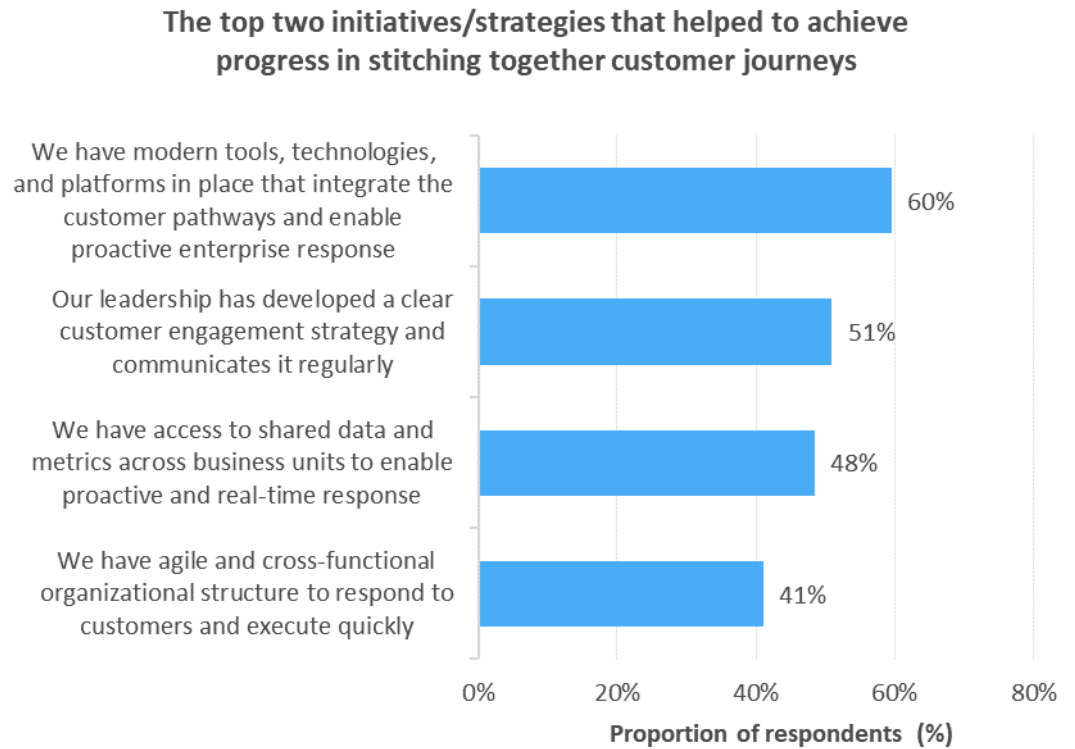 The top two initiatives/strategies that helped to achieve
progress in stitching together customer journeys
We have modern tools, technologies,
and platforms in place that integrate the
customer pathways and enable
proactive enterprise response
60%
Our leadership has developed a clear
customer engagement strategy and
communicates it regularly
51%
We have access to shared data and
metrics across business units to enable
proactive and real-time response
48%
We have agile and cross-functional
organizational structure to respond to
customers and execute quickly
41%
0% 20% 40% 60% 80%
Proportion of respondents (%)